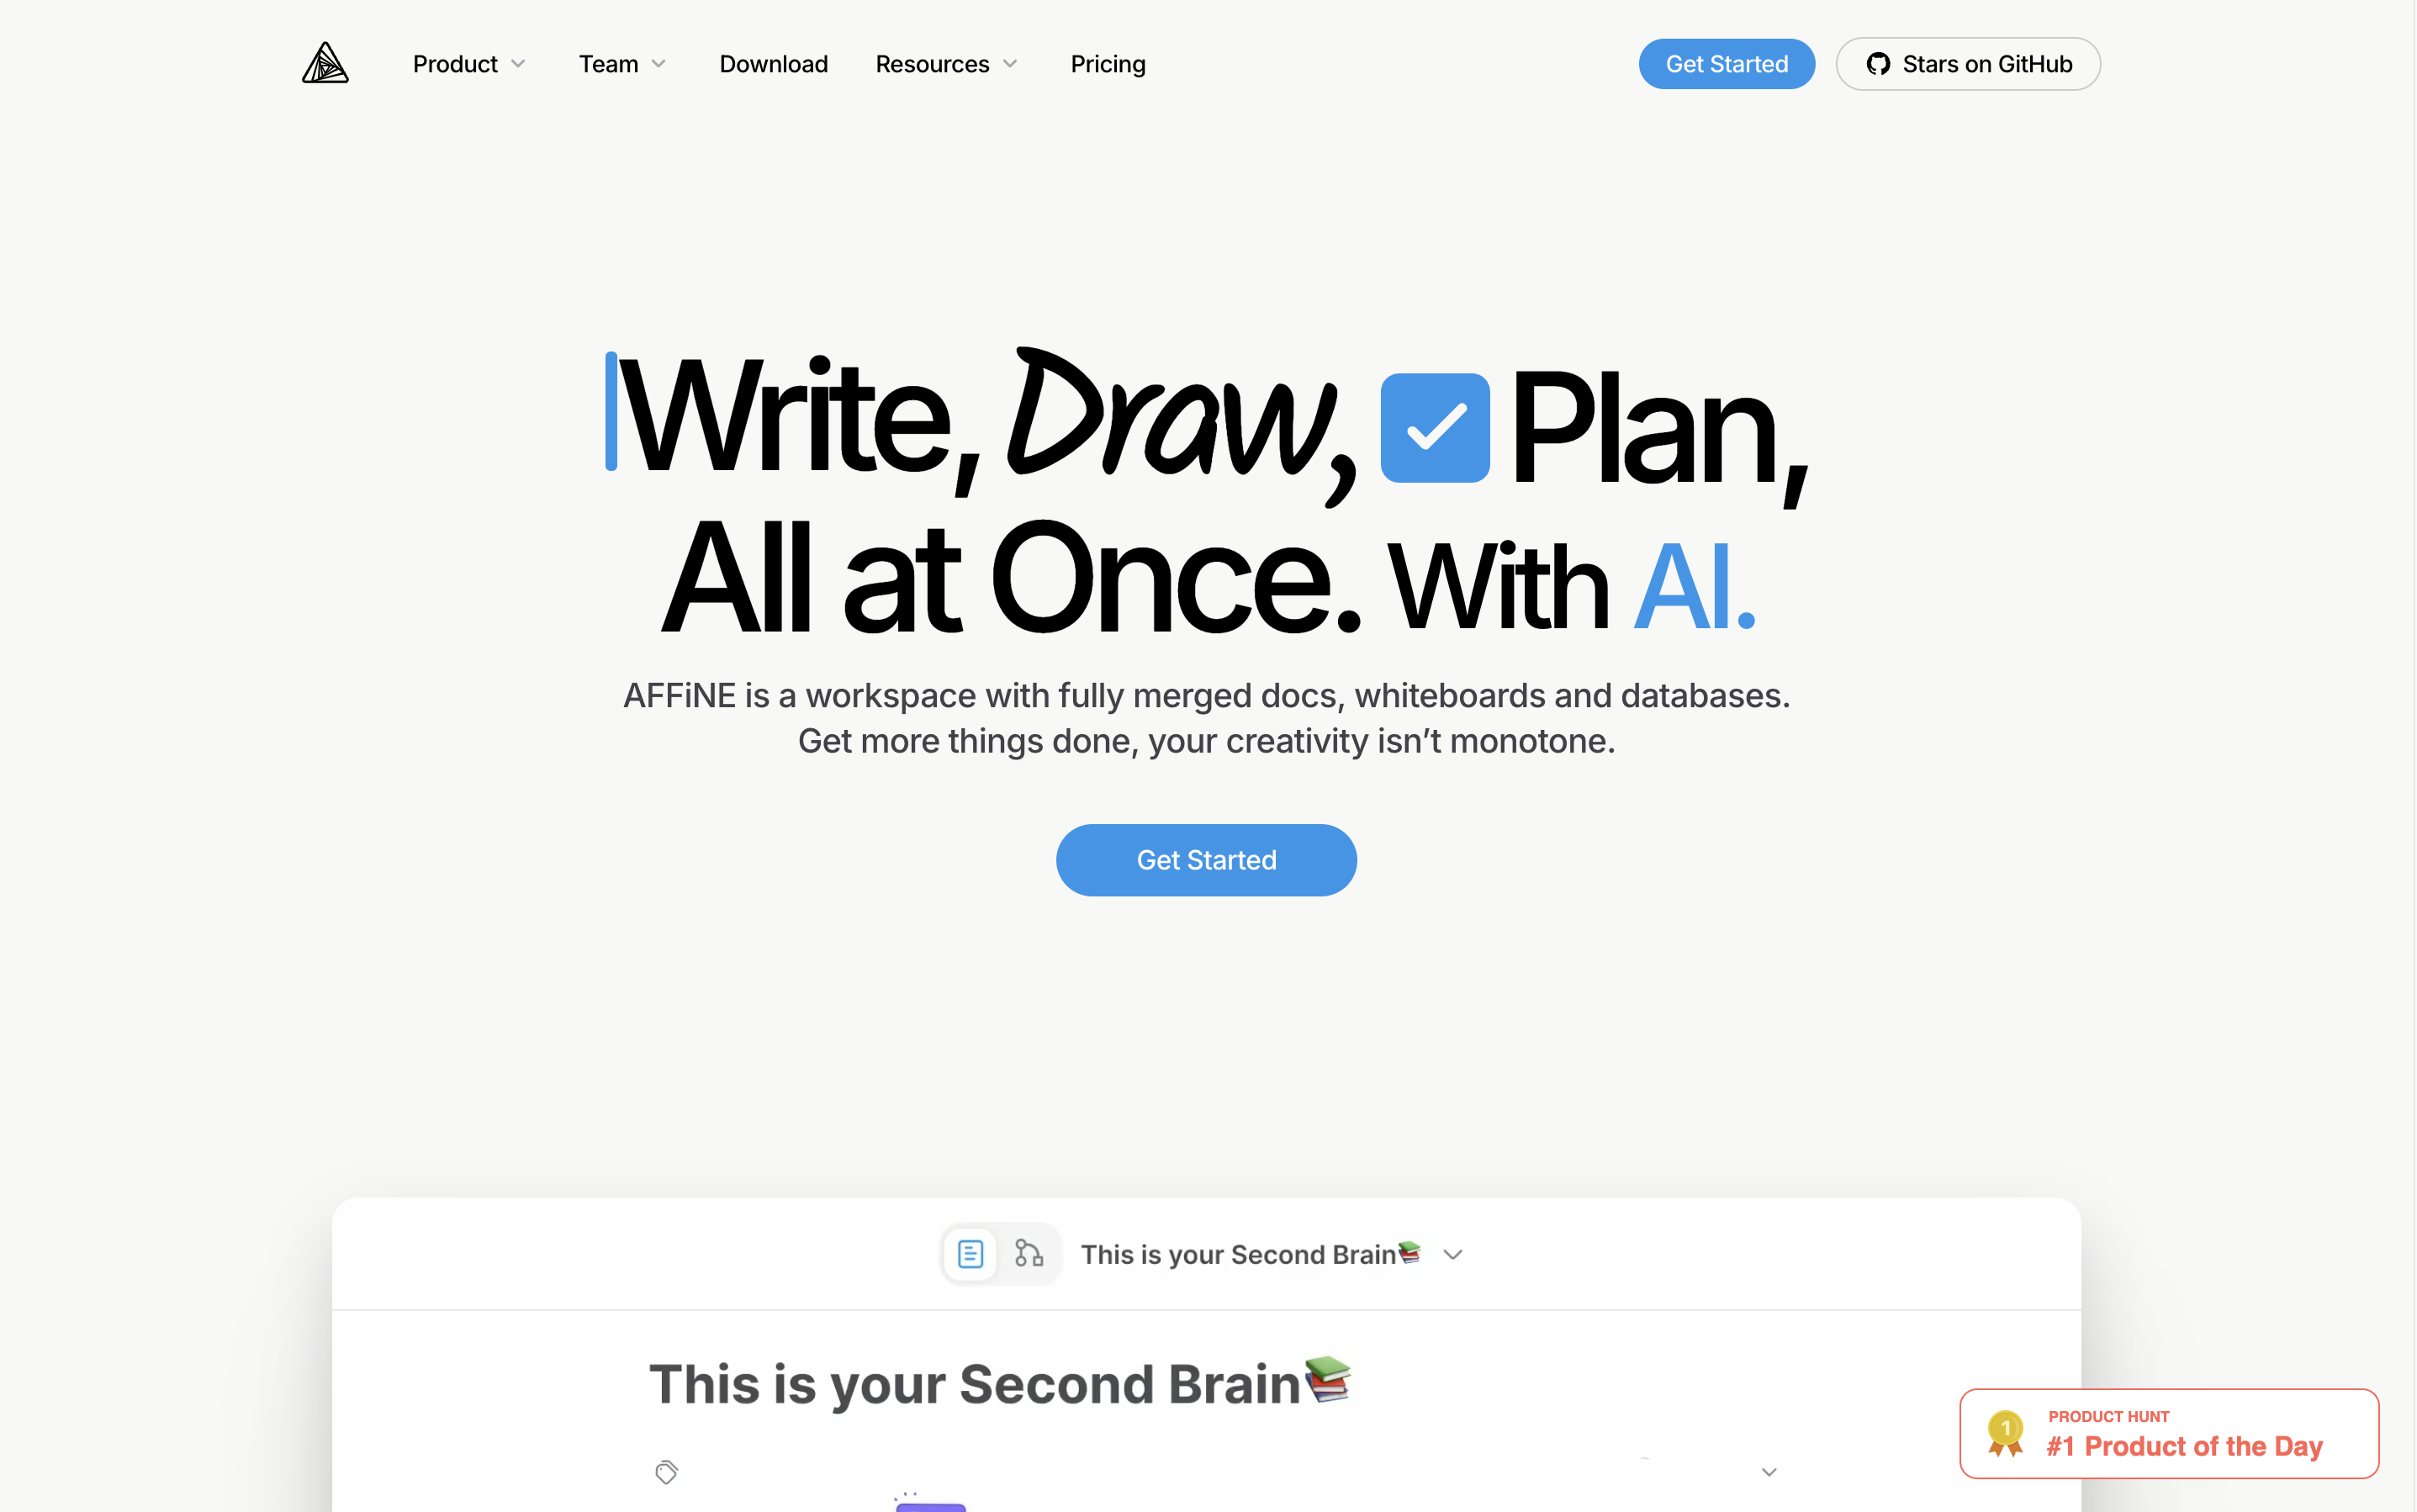 Product
Team
Download
Resources
Pricing
Get Started
Stars on GitHub
Write, Draw, Plan,
All at Once. With AI.
AFFiNE is a workspace with fully merged docs, whiteboards and databases.
Get more things done, your creativity isn’t monotone.
Get Started
This is your Second Brain📚
This is your Second Brain📚
1
PRODUCT HUNT
#1 Product of the Day